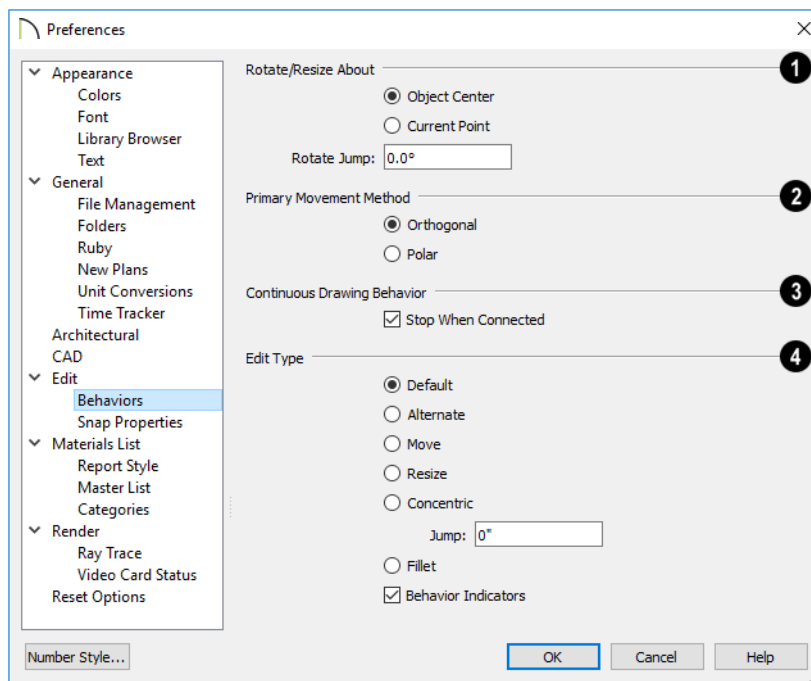 Preferences
Appearance
Colors
Font
Library Browser
Text
General
File Management
Folders
Ruby
New Plans
Unit Conversions
Time Tracker
Architectural
CAD
Edit
Behaviors
Snap Properties
Materials List
Report Style
Master List
Categories
Render
Ray Trace
Video Card Status
Reset Options
Rotate/Resize About
1
Object Center
Current Point
Rotate Jump: 0.0°
Primary Movement Method
2
Orthogonal
Polar
Continuous Drawing Behavior
3
Stop When Connected
Edit Type
4
Default
Alternate
Move
Resize
Concentric
Jump: 0"
Fillet
Behavior Indicators
Number Style...
OK
Cancel
Help